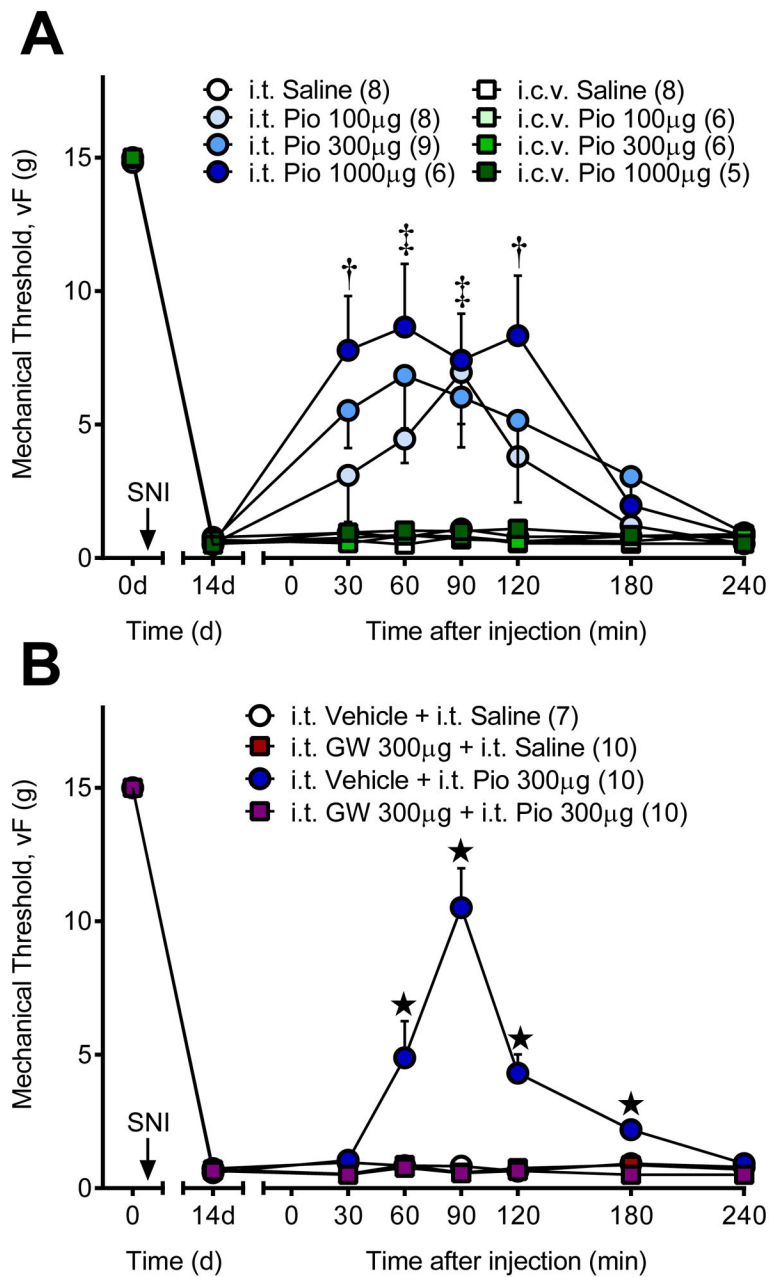 A
i.t. Saline (8) i.c.v. Saline (8)
i.t. Pio 100μg (8) i.c.v. Pio 100μg (6)
i.t. Pio 300μg (9) i.c.v. Pio 300μg (6)
i.t. Pio 1000μg (6) i.c.v. Pio 1000μg (5)
Mechanical Threshold, vF (g)
15
10
5
0
† ‡ ‡ †
SNI
0d 14d 0 30 60 90 120 180 240
Time (d) Time after injection (min)
B
i.t. Vehicle + i.t. Saline (7)
i.t. GW 300μg + i.t. Saline (10)
i.t. Vehicle + i.t. Pio 300μg (10)
i.t. GW 300μg + i.t. Pio 300μg (10)
Mechanical Threshold, vF (g)
15
10
5
0
★ ★ ★ ★
SNI
0 14d 0 30 60 90 120 180 240
Time (d) Time after injection (min)